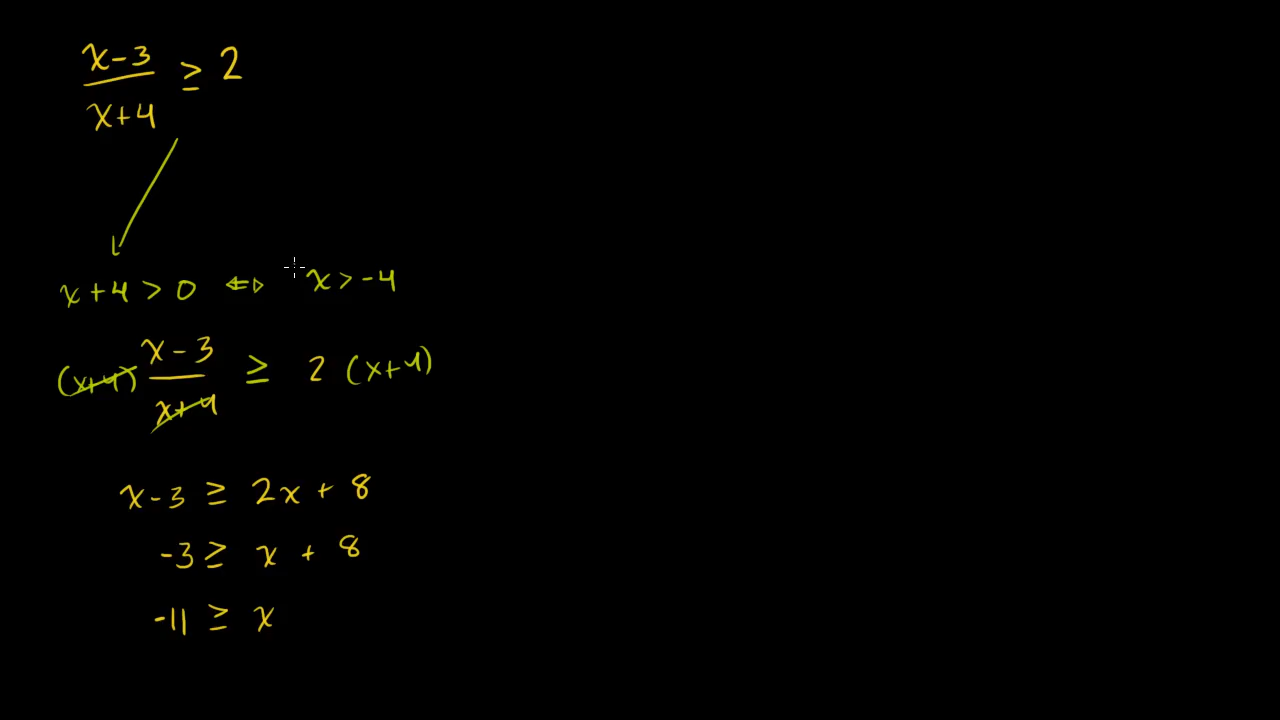 x-3
x+4 ≥ 2
x+4 > 0 ⇔ x > -4
(x+4) x-3
x+4 ≥ 2 (x+4)
x-3 ≥ 2x + 8
-3 ≥ x + 8
-11 ≥ x